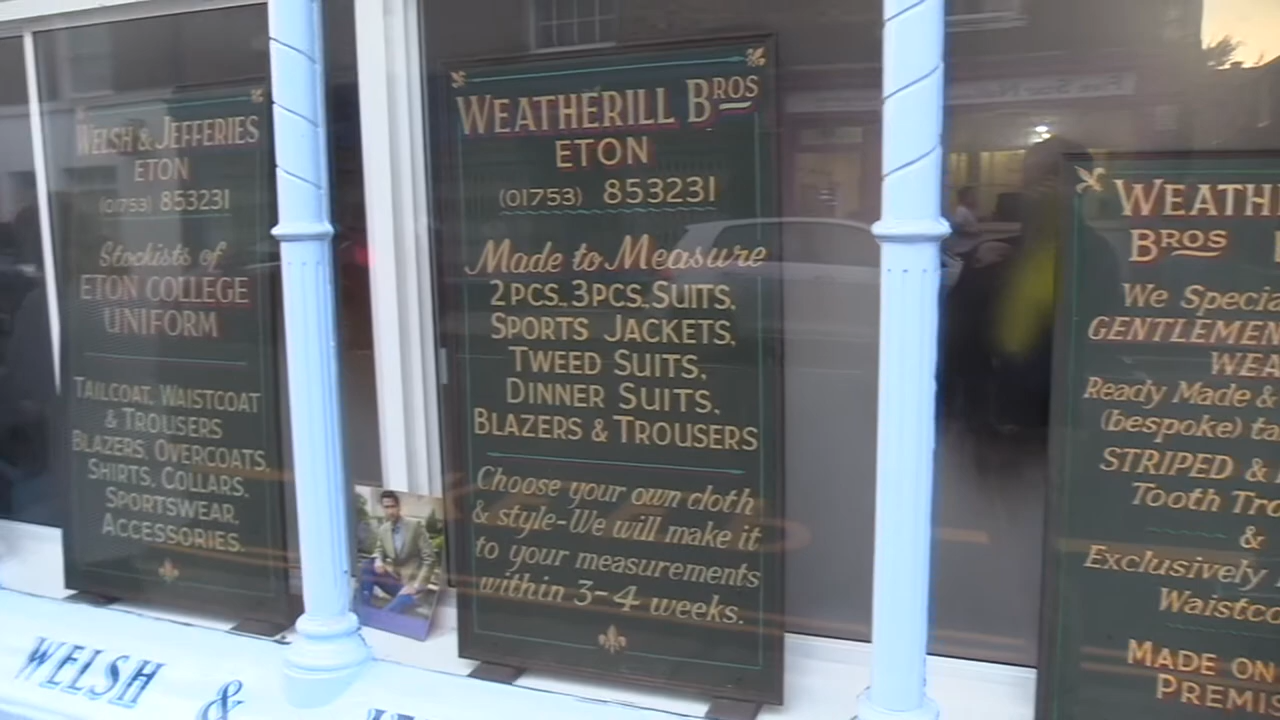 WELSH & JEFFERIES
ETON
(01753) 853231
Stockists of
ETON COLLEGE
UNIFORM
TAILCOAT, WAISTCOAT
& TROUSERS
BLAZERS, OVERCOATS,
SHIRTS, COLLARS,
SPORTSWEAR,
ACCESSORIES.
WEATHERILL BROS
ETON
(01753) 853231
Made to Measure
2 PCS., 3 PCS. SUITS,
SPORTS JACKETS,
TWEED SUITS,
DINNER SUITS,
BLAZERS & TROUSERS
Choose your own cloth
& style-We will make it
to your measurements
within 3-4 weeks.
WEATH
BROS
We Specia
GENTLEMEN
WEA
Ready Made &
(bespoke) ta
STRIPED &
Tooth Tro
&
Exclusively
Waistco
MADE ON
PREMIS
WELSH &